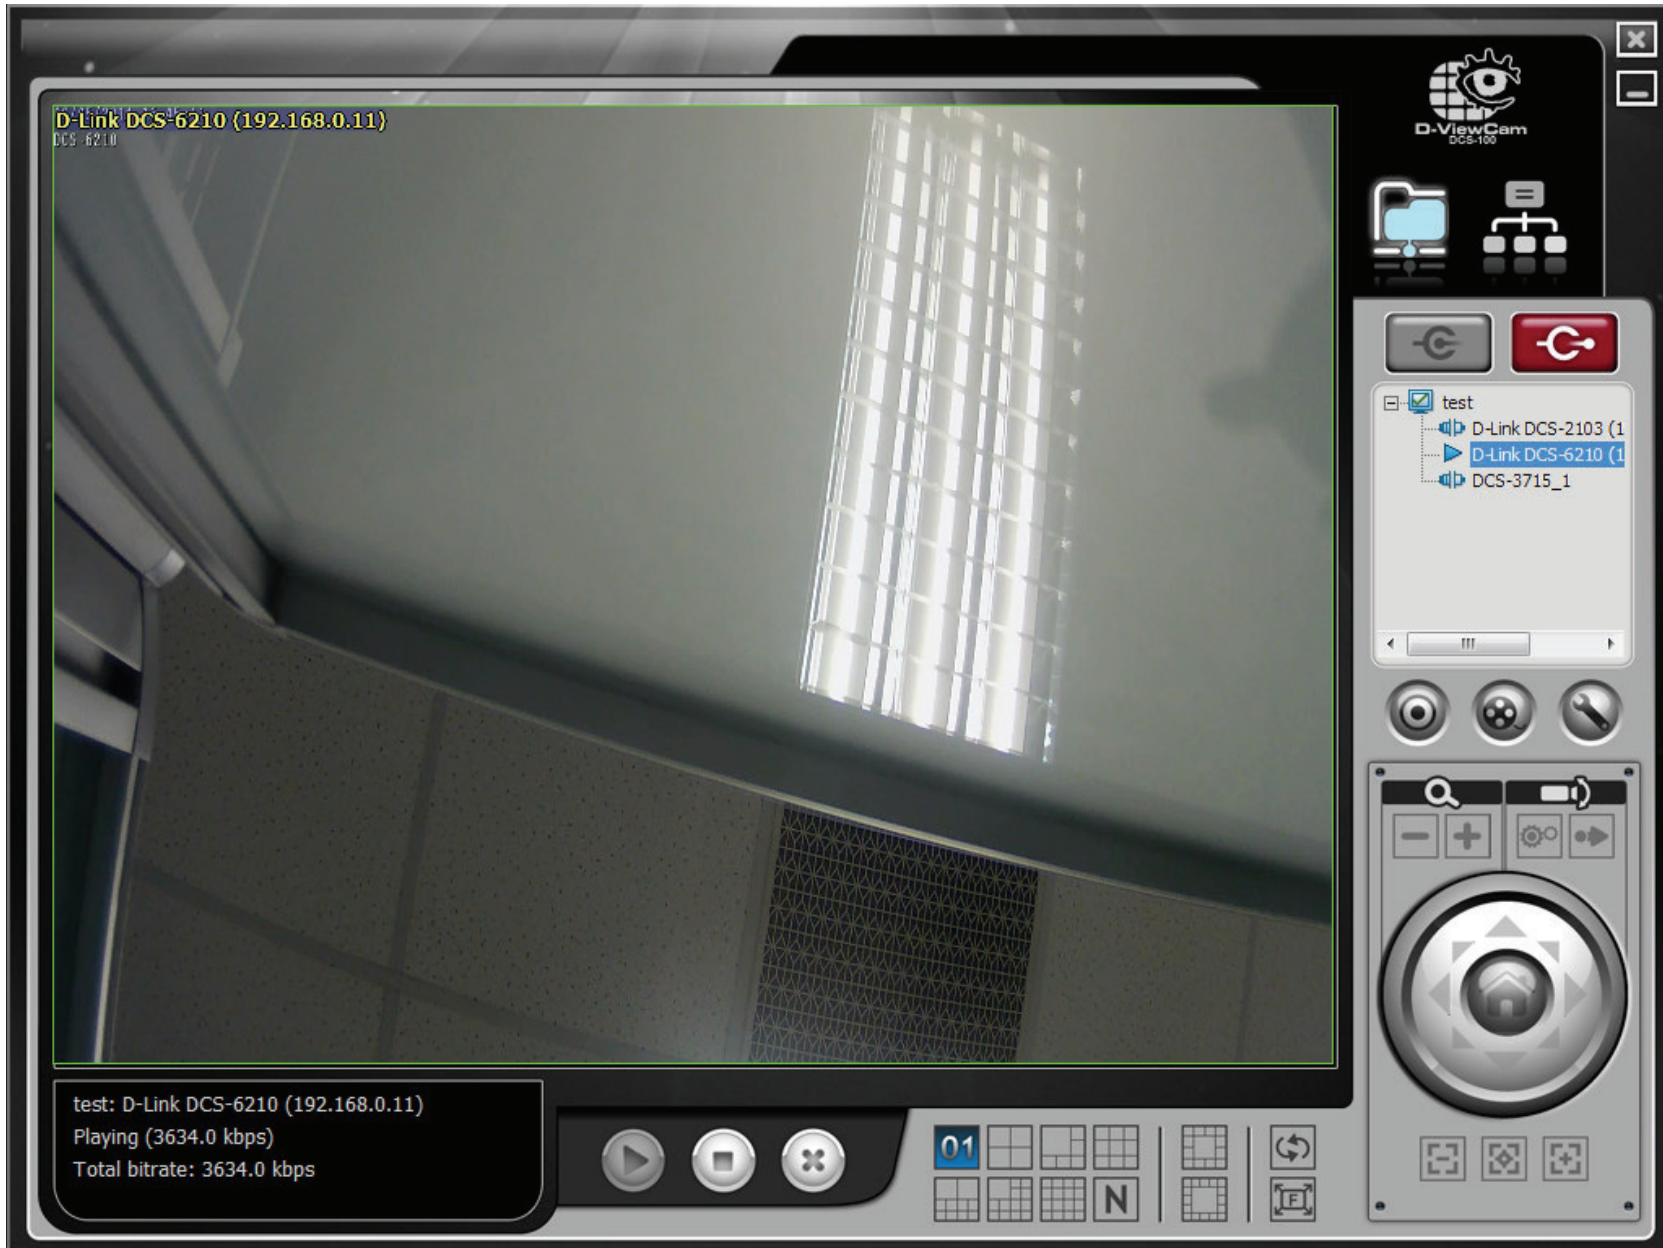 D-Link DCS-6210 (192.168.0.11)
DCS-6210
D-ViewCam
DCS-100
test
D-Link DCS-2103 (1
D-Link DCS-6210 (1
DCS-3715_1
test: D-Link DCS-6210 (192.168.0.11)
Playing (3634.0 kbps)
Total bitrate: 3634.0 kbps
01
N
F